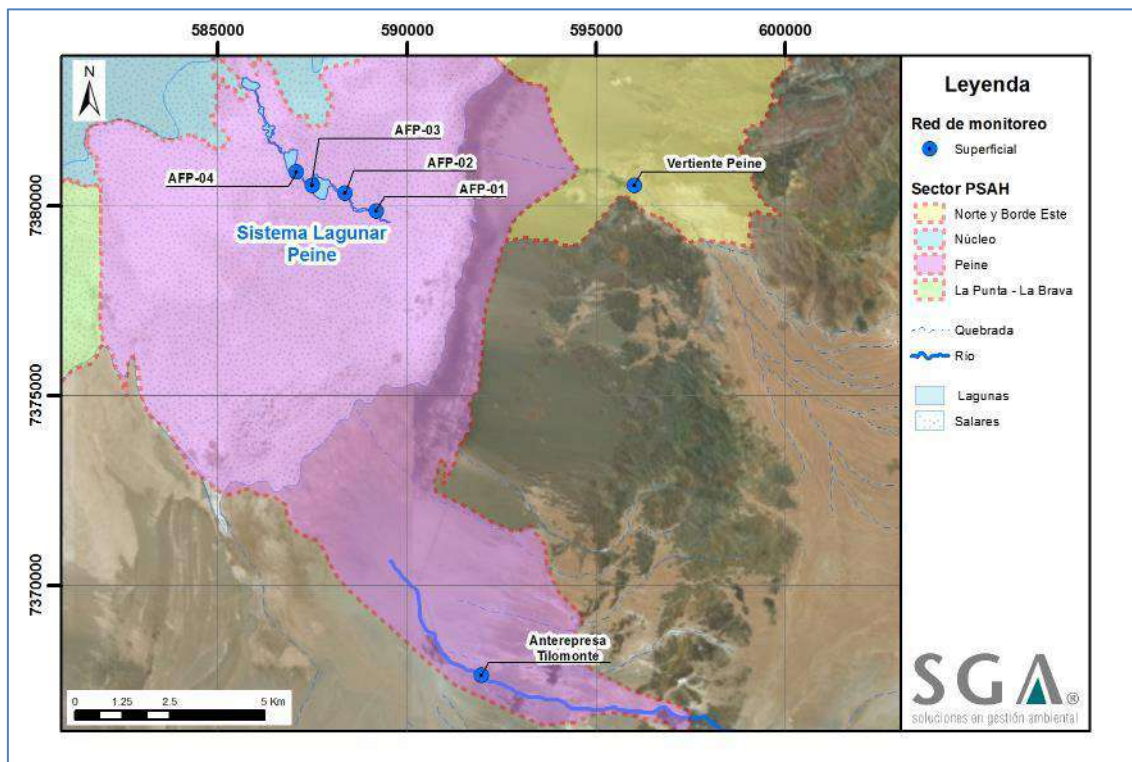 585000
590000
595000
600000
N
AFP-03
AFP-02
AFP-04
AFP-01
Vertiente Peine
Sistema Lagunar
Peine
7380000
7375000
7370000
Anterepresa
Tilomonte
0 1.25 2.5 5 Km
Leyenda
Red de monitoreo
Superficial
Sector PSAH
Norte y Borde Este
Núcleo
Peine
La Punta - La Brava
Quebrada
Río
Lagunas
Salares
SGA®
soluciones en gestión ambiental